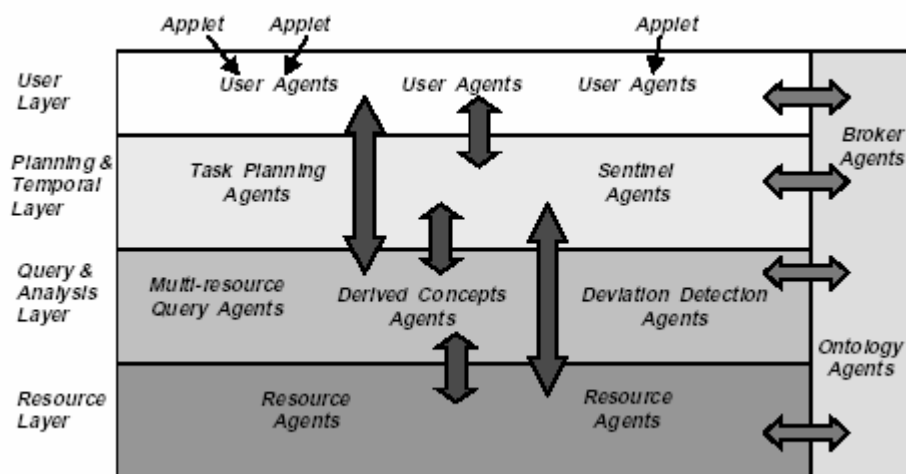 Applet Applet Applet
User
Layer
User Agents User Agents User Agents
Broker
Agents
Planning &
Temporal
Layer
Task Planning
Agents
Sentinel
Agents
Query &
Analysis
Layer
Multi-resource
Query Agents
Derived Concepts
Agents
Deviation Detection
Agents
Ontology
Agents
Resource
Layer
Resource
Agents
Resource
Agents